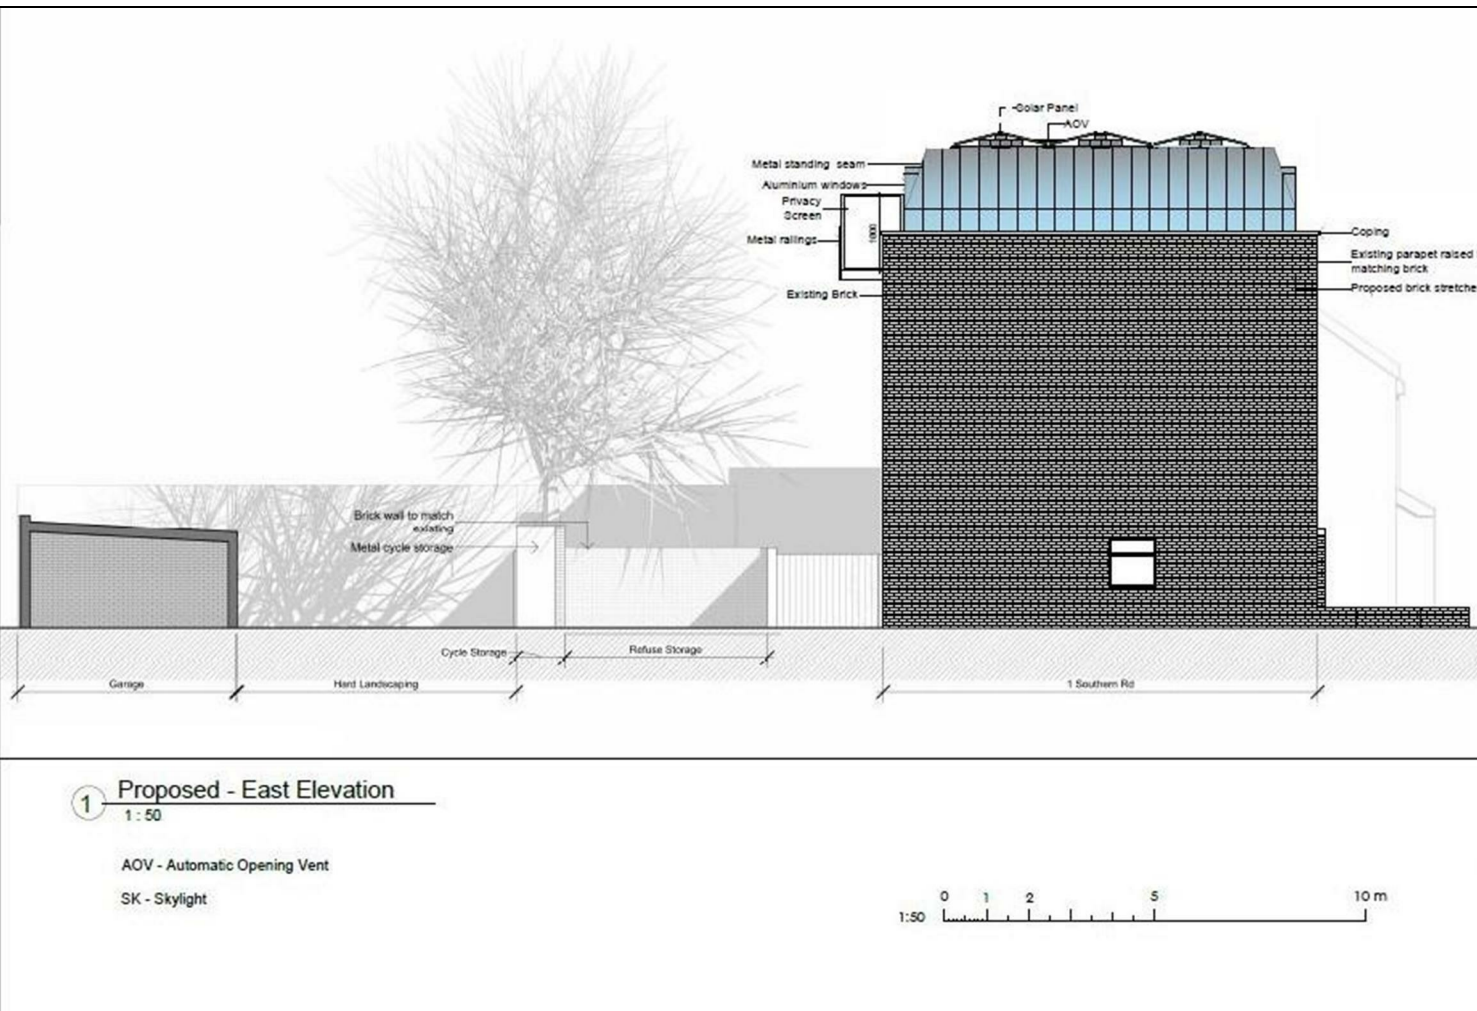 Solar Panel
AOV
Metal standing seam
Aluminium windows
Privacy
Screen
Metal railings
1800
Existing Brick
Coping
Existing parapet raised
matching brick
Proposed brick stretche
Brick wall to match
existing
Metal cycle storage
Cycle Storage
Refuse Storage
Garage
Hard Landscaping
1 Southern Rd
1
Proposed - East Elevation
1 : 50
AOV - Automatic Opening Vent
SK - Skylight
0 1 2 5 10 m
1:50